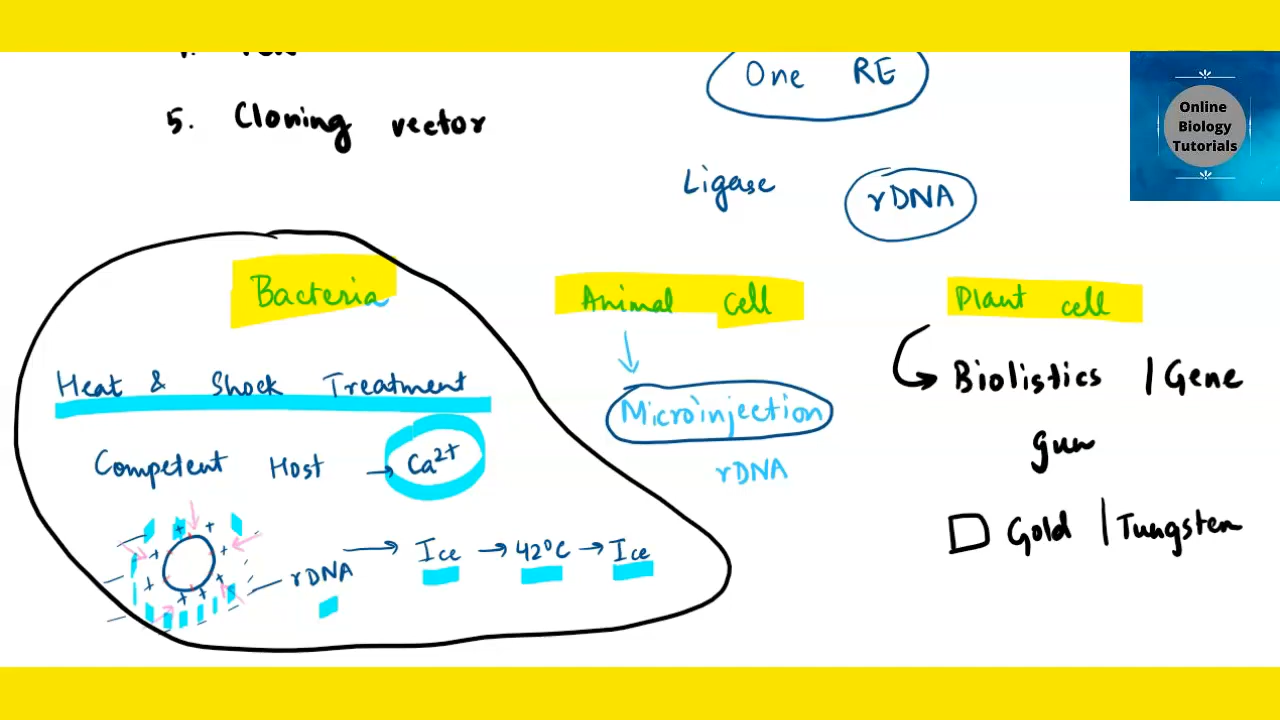 5. Cloning vector
One RE
Ligase rDNA
Online
Biology
Tutorials
Bacteria
Heat & Shock Treatment
Competent Host → Ca²⁺
rDNA → Ice → 42°C → Ice
Animal cell
Microinjection
rDNA
Plant cell
Biolistics | Gene
gun
Gold | Tungsten